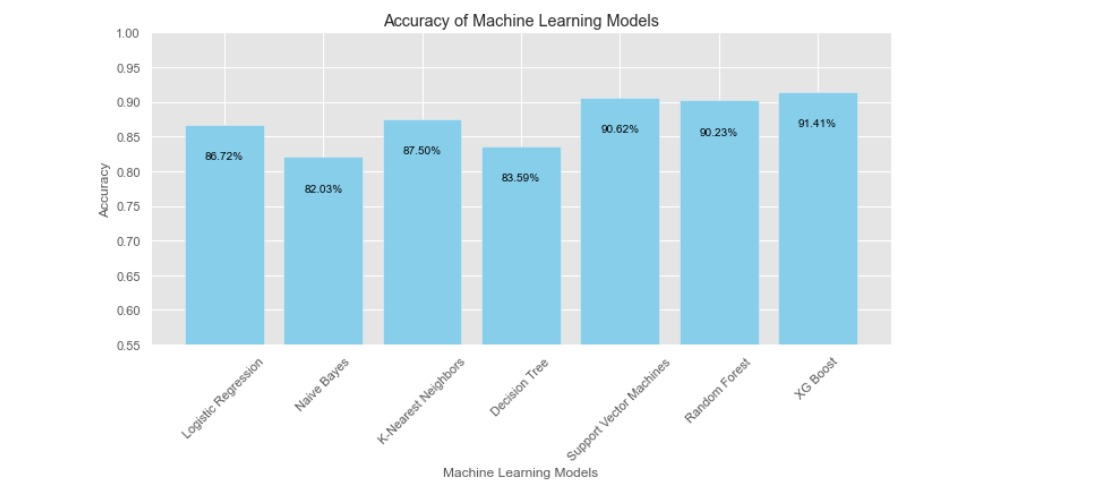 Accuracy of Machine Learning Models
1.00
0.95
0.90
0.85
0.80
0.75
0.70
0.65
0.60
0.55
Accuracy
86.72%
82.03%
87.50%
83.59%
90.62%
90.23%
91.41%
Logistic Regression
Naive Bayes
K-Nearest Neighbors
Decision Tree
Support Vector Machines
Random Forest
XG Boost
Machine Learning Models